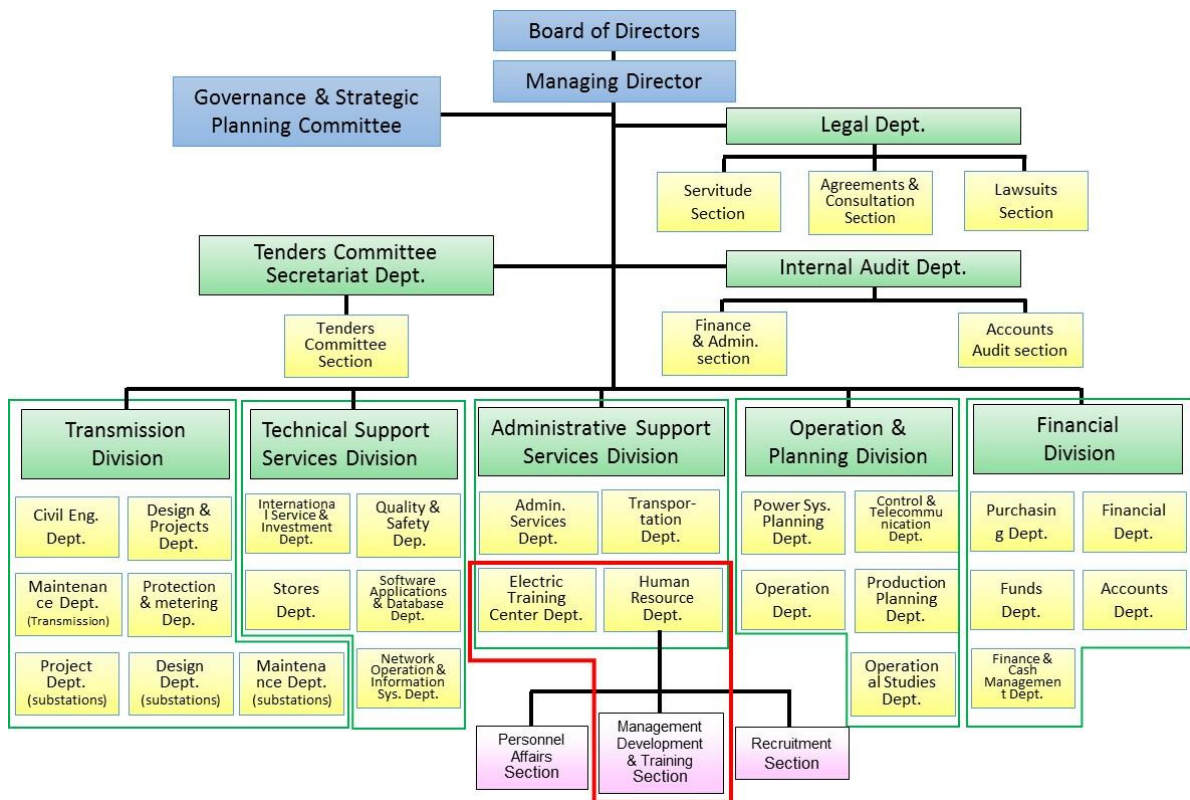 Board of Directors
Managing Director
Governance & Strategic
Planning Committee
Legal Dept.
Servitude
Section
Agreements &
Consultation
Section
Lawsuits
Section
Tenders Committee
Secretariat Dept.
Internal Audit Dept.
Tenders
Committee
Section
Finance
& Admin.
section
Accounts
Audit section
Transmission
Division
Technical Support
Services Division
Administrative Support
Services Division
Operation &
Planning Division
Financial
Division
Civil Eng.
Dept.
Design &
Projects
Dept.
Internation
al Service &
Investment
Dept.
Quality &
Safety
Dep.
Admin.
Services
Dept.
Transpor-
tation Dept.
Power Sys.
Planning
Dept.
Control &
Telecommu
nication Dept.
Purchasin
g Dept.
Financial
Dept.
Maintenan
ce Dept.
(Transmission)
Protection
& metering
Dep.
Stores
Dept.
Software
Applications
& Database
Dept.
Electric
Training
Center Dept.
Human
Resource
Dept.
Operation
Dept.
Production
Planning
Dept.
Funds
Dept.
Accounts
Dept.
Project
Dept.
(substations)
Design
Dept.
(substations)
Maintena
nce Dept.
(substations)
Network
Operation &
Information
Sys. Dept.
Operation
al Studies
Dept.
Finance &
Cash
Managemen
t Dept.
Personnel
Affairs
Section
Management
Development
& Training
Section
Recruitment
Section